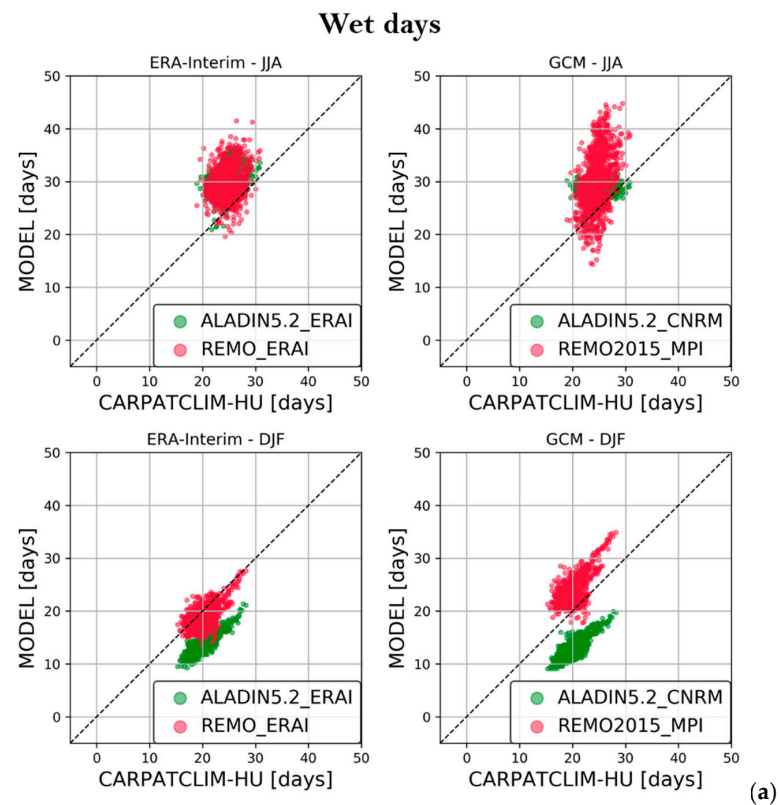 Wet days
ERA-Interim - JJA
GCM - JJA
50
40
30
20
10
0
MODEL [days]
ALADIN5.2_ERAI
REMO_ERAI
0 10 20 30 40 50
CARPATCLIM-HU [days]
50
40
30
20
10
0
MODEL [days]
ALADIN5.2_CNRM
REMO2015_MPI
0 10 20 30 40 50
CARPATCLIM-HU [days]
ERA-Interim - DJF
GCM - DJF
50
40
30
20
10
0
MODEL [days]
ALADIN5.2_ERAI
REMO_ERAI
0 10 20 30 40 50
CARPATCLIM-HU [days]
50
40
30
20
10
0
MODEL [days]
ALADIN5.2_CNRM
REMO2015_MPI
0 10 20 30 40 50
CARPATCLIM-HU [days]
(a)